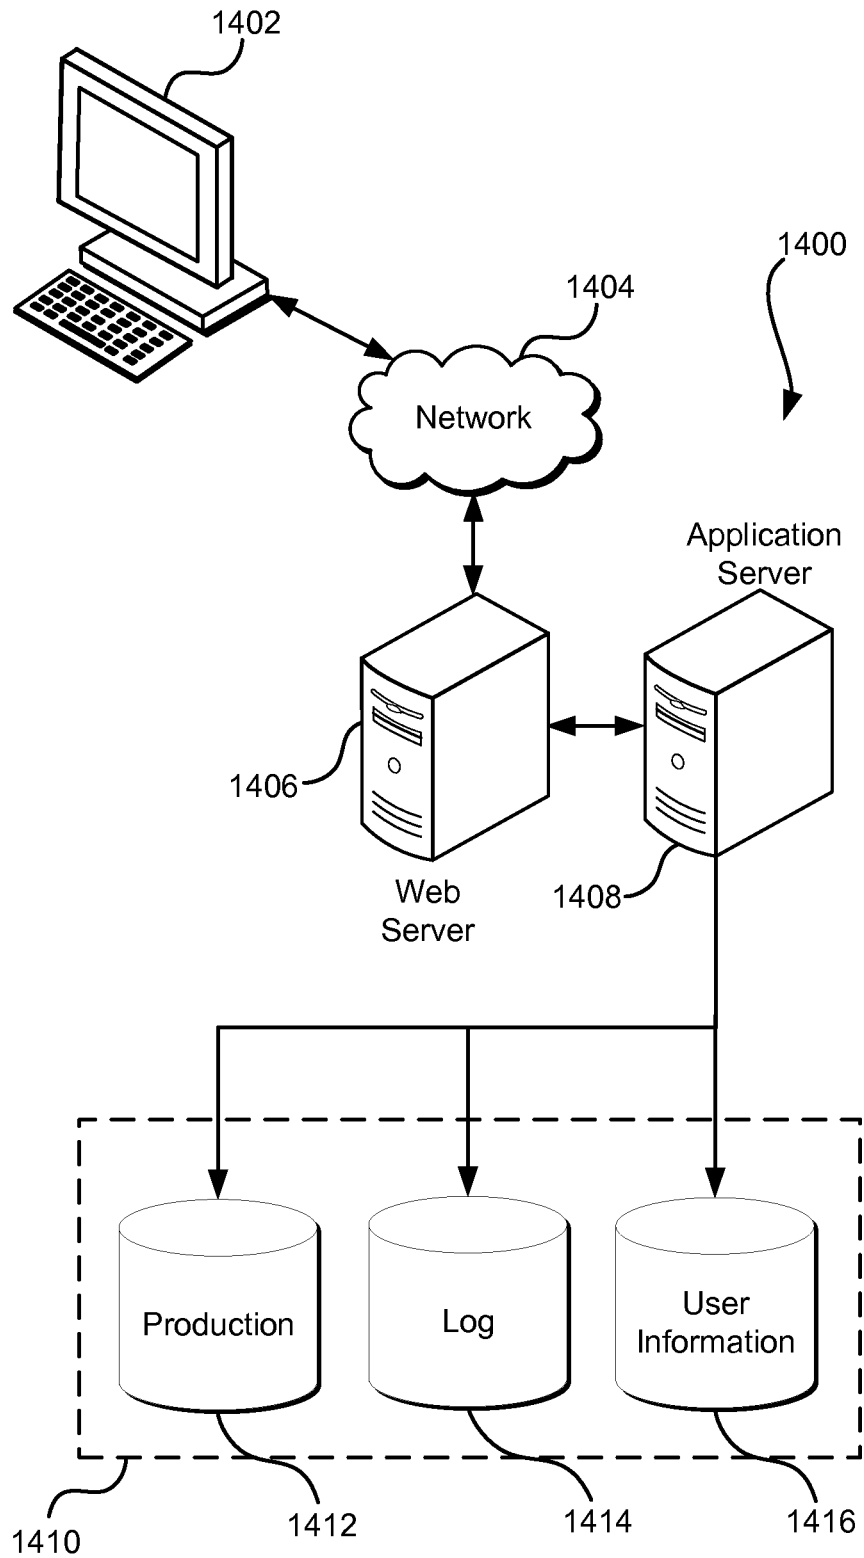 1402
1400
1404
Network
Application
Server
1406
Web
Server
1408
Production
Log
User
Information
1410
1412
1414
1416